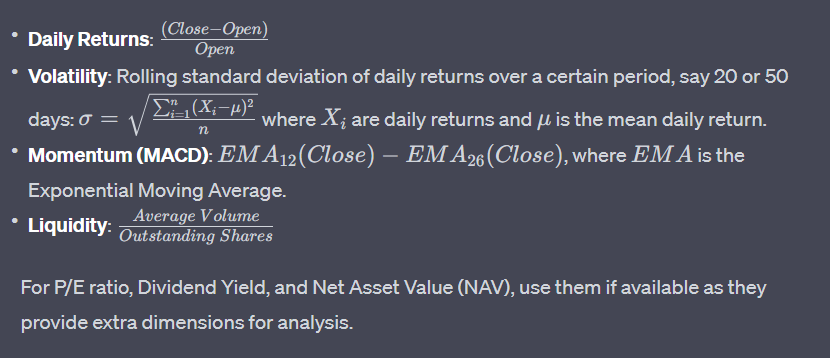 • Daily Returns: (Close−Open)/Open
• Volatility: Rolling standard deviation of daily returns over a certain period, say 20 or 50
days: σ = √(∑ⁿᵢ₌₁(Xᵢ−μ)²/n) where Xᵢ are daily returns and μ is the mean daily return.
• Momentum (MACD): EMA₁₂(Close) − EMA₂₆(Close), where EMA is the
Exponential Moving Average.
• Liquidity: Average Volume/Outstanding Shares
For P/E ratio, Dividend Yield, and Net Asset Value (NAV), use them if available as they
provide extra dimensions for analysis.